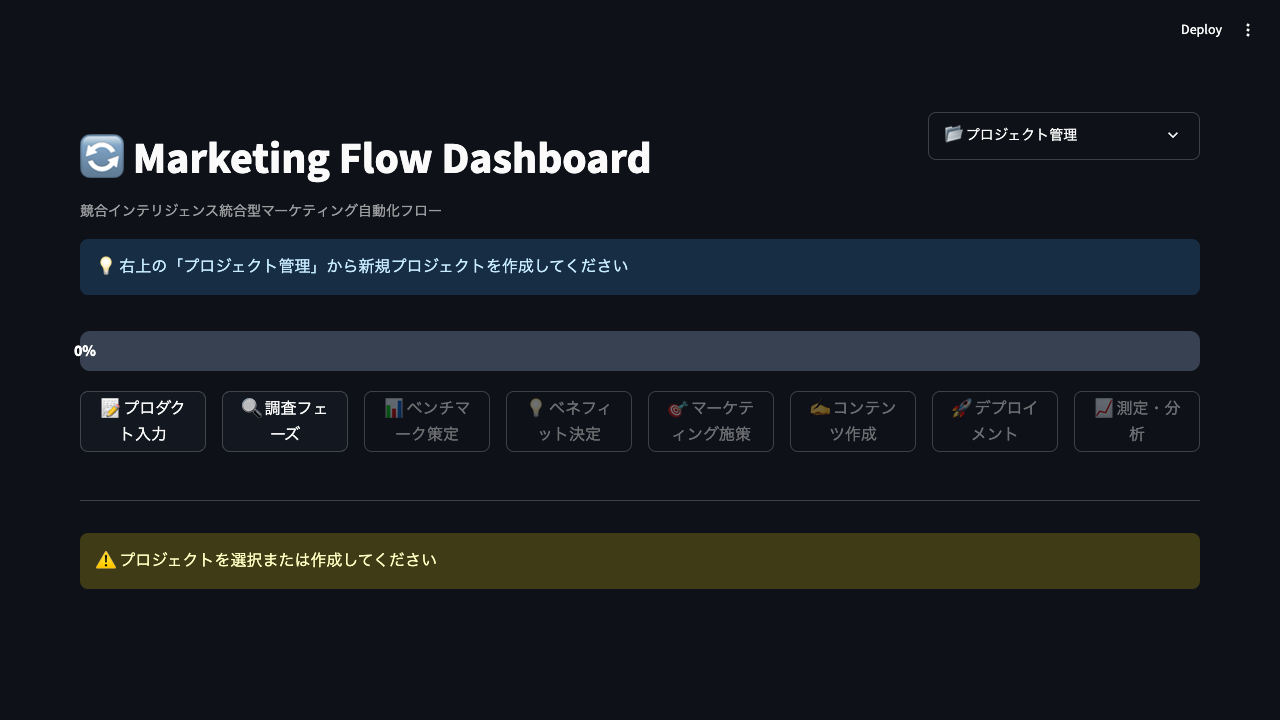 Deploy
プロジェクト管理
Marketing Flow Dashboard
競合インテリジェンス統合型マーケティング自動化フロー
右上の「プロジェクト管理」から新規プロジェクトを作成してください
0%
プロダク
ト入力
調査フェ
ーズ
ベンチマ
ーク策定
ベネフィ
ット決定
マーケテ
ィング施策
コンテン
ツ作成
デプロイ
メント
測定・分
析
プロジェクトを選択または作成してください